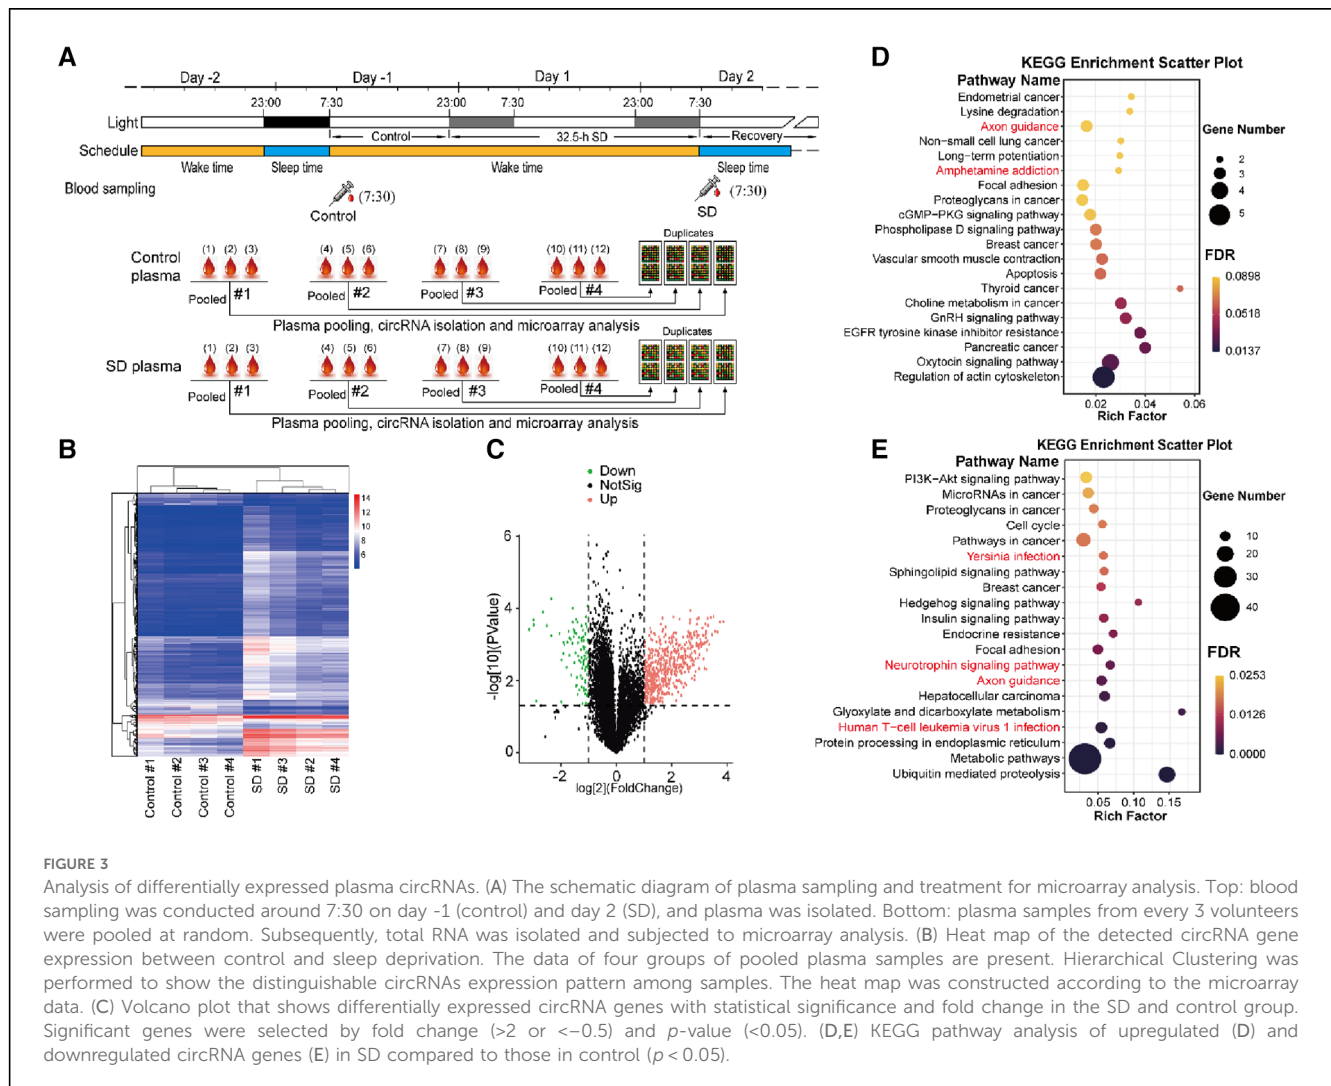 A
Day -2 Day -1 Day 1 Day 2
23:00 7:30 23:00 7:30 23:00 7:30
Light
Control 32.5-h SD Recovery
Schedule
Wake time Sleep time Wake time Sleep time
Blood sampling
(7:30) (7:30)
Control SD
Duplicates
(1) (2) (3) (4) (5) (6) (7) (8) (9) (10) (11) (12)
Control
plasma
Pooled #1 Pooled #2 Pooled #3 Pooled #4
Plasma pooling, circRNA isolation and microarray analysis
Duplicates
(1) (2) (3) (4) (5) (6) (7) (8) (9) (10) (11) (12)
SD plasma
Pooled #1 Pooled #2 Pooled #3 Pooled #4
Plasma pooling, circRNA isolation and microarray analysis
B
14
12
10
8
6
Control #1
Control #2
Control #3
Control #4
SD #1
SD #3
SD #2
SD #4
C
Down
NotSig
Up
6
4
2
0
-log[10](PValue)
-2 0 2 4
log[2](FoldChange)
D
KEGG Enrichment Scatter Plot
Pathway Name
Endometrial cancer
Lysine degradation
Axon guidance
Non-small cell lung cancer
Long-term potentiation
Amphetamine addiction
Focal adhesion
Proteoglycans in cancer
cGMP-PKG signaling pathway
Phospholipase D signaling pathway
Breast cancer
Vascular smooth muscle contraction
Apoptosis
Thyroid cancer
Choline metabolism in cancer
GnRH signaling pathway
EGFR tyrosine kinase inhibitor resistance
Pancreatic cancer
Oxytocin signaling pathway
Regulation of actin cytoskeleton
0.02 0.04 0.06
Rich Factor
Gene Number
2
3
4
5
FDR
0.0898
0.0518
0.0137
E
KEGG Enrichment Scatter Plot
Pathway Name
PI3K-Akt signaling pathway
MicroRNAs in cancer
Proteoglycans in cancer
Cell cycle
Pathways in cancer
Yersinia infection
Sphingolipid signaling pathway
Breast cancer
Hedgehog signaling pathway
Insulin signaling pathway
Endocrine resistance
Focal adhesion
Neurotrophin signaling pathway
Axon guidance
Hepatocellular carcinoma
Glyoxylate and dicarboxylate metabolism
Human T-cell leukemia virus 1 infection
Protein processing in endoplasmic reticulum
Metabolic pathways
Ubiquitin mediated proteolysis
0.05 0.10 0.15
Rich Factor
Gene Number
10
20
30
40
FDR
0.0253
0.0126
0.0000
FIGURE 3
Analysis of differentially expressed plasma circRNAs. (A) The schematic diagram of plasma sampling and treatment for microarray analysis. Top: blood
sampling was conducted around 7:30 on day -1 (control) and day 2 (SD), and plasma was isolated. Bottom: plasma samples from every 3 volunteers
were pooled at random. Subsequently, total RNA was isolated and subjected to microarray analysis. (B) Heat map of the detected circRNA gene
expression between control and sleep deprivation. The data of four groups of pooled plasma samples are present. Hierarchical Clustering was
performed to show the distinguishable circRNAs expression pattern among samples. The heat map was constructed according to the microarray
data. (C) Volcano plot that shows differentially expressed circRNA genes with statistical significance and fold change in the SD and control group.
Significant genes were selected by fold change (>2 or <−0.5) and p-value (<0.05). (D,E) KEGG pathway analysis of upregulated (D) and
downregulated circRNA genes (E) in SD compared to those in control (p < 0.05).